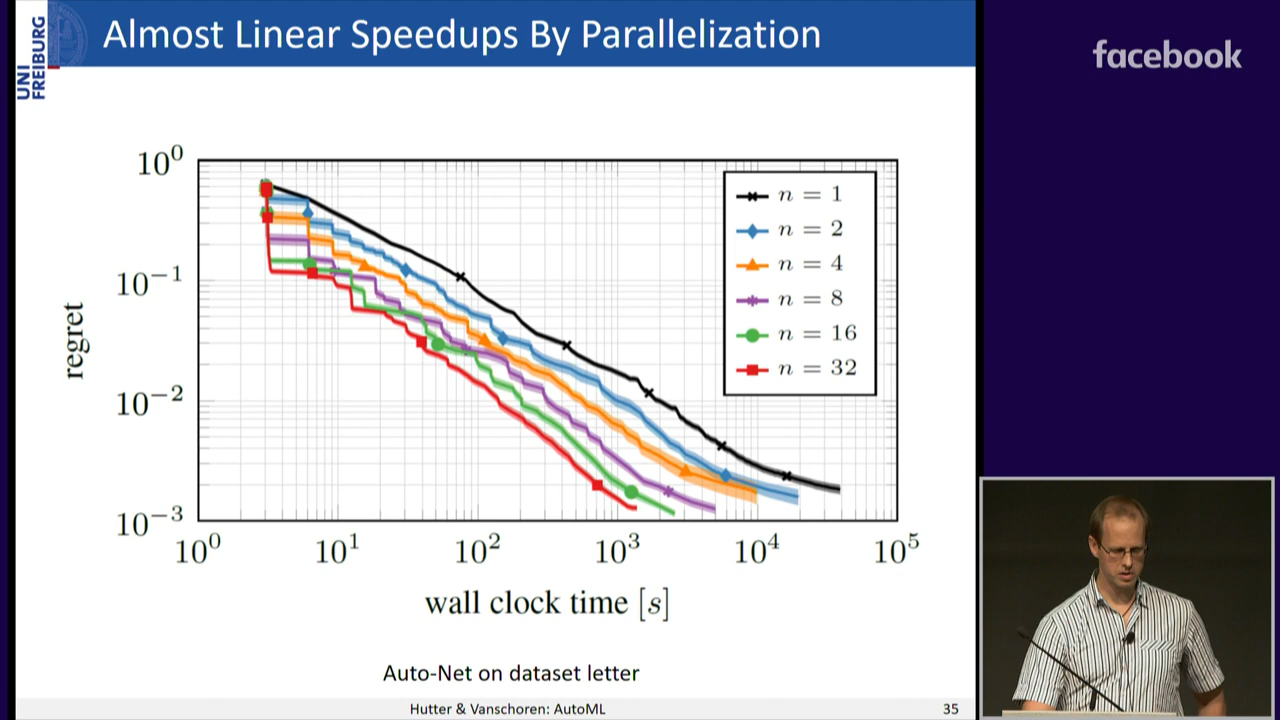 UNI
FREIBURG
Almost Linear Speedups By Parallelization
facebook
10⁰
10⁻¹
10⁻²
10⁻³
regret
n = 1
n = 2
n = 4
n = 8
n = 16
n = 32
10⁰ 10¹ 10² 10³ 10⁴ 10⁵
wall clock time [s]
Auto-Net on dataset letter
Hutter & Vanschoren: AutoML 35